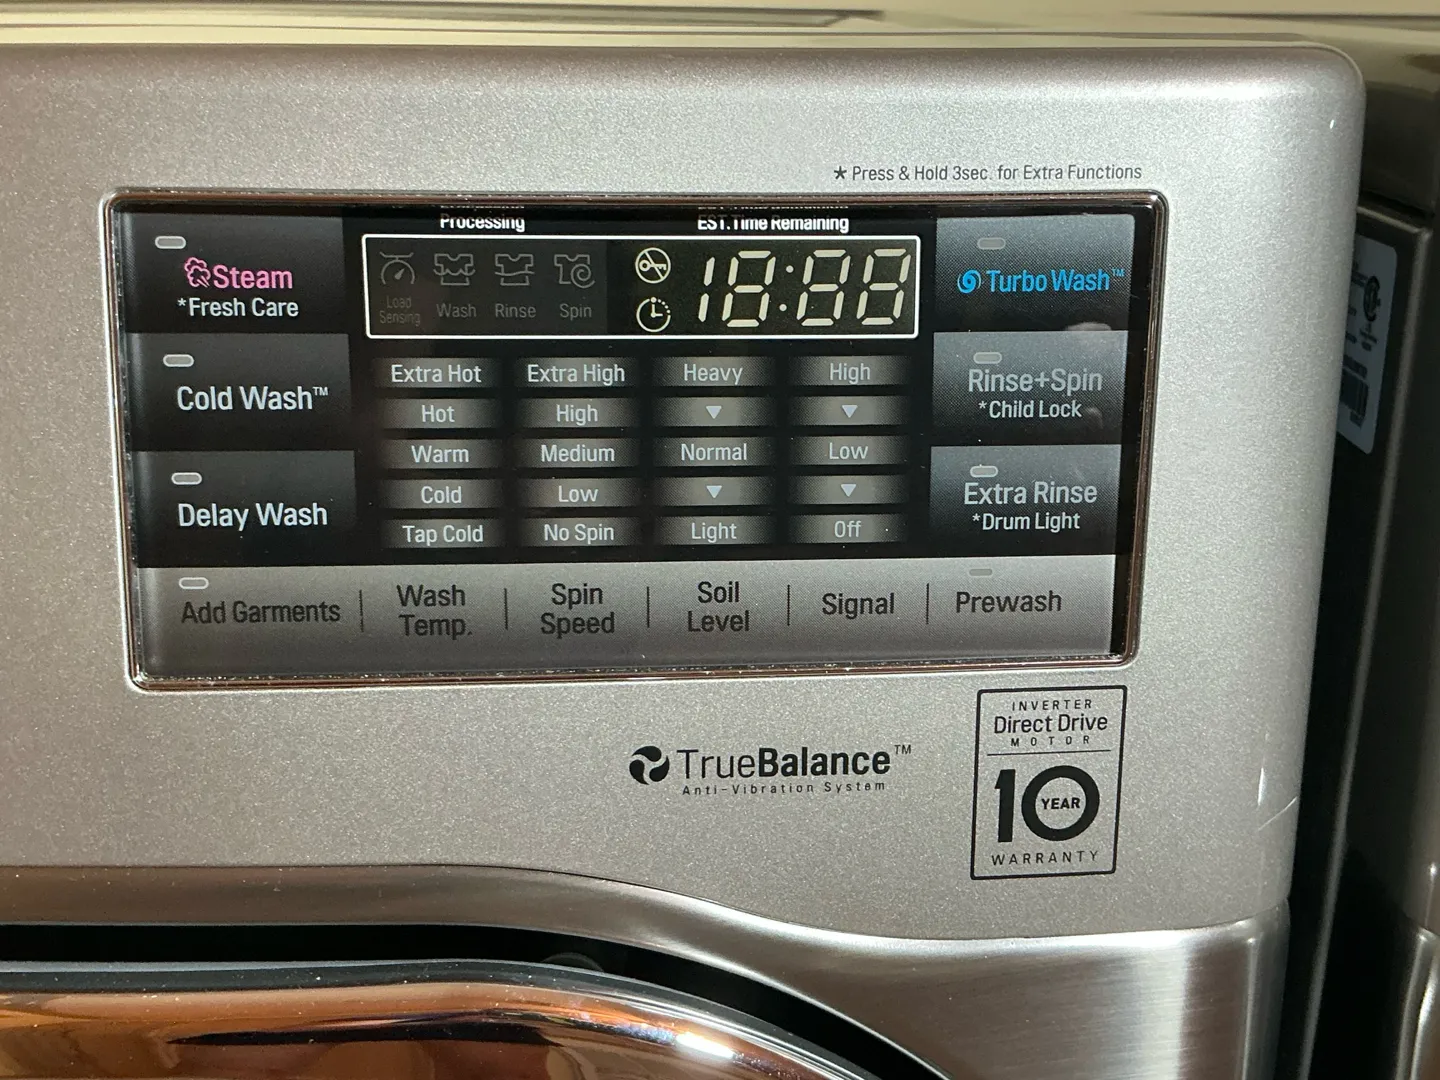 ★ Press & Hold 3sec. for Extra Functions
Processing
EST.Time Remaining
Steam
*Fresh Care
Load
Sensing
Wash
Rinse
Spin
18:88
Turbo Wash™
Cold Wash™
Delay Wash
Extra Hot
Hot
Warm
Cold
Tap Cold
Extra High
High
Medium
Low
No Spin
Heavy
▼
Normal
▼
Light
High
▼
Low
▼
Off
Rinse+Spin
*Child Lock
Extra Rinse
*Drum Light
Add Garments
Wash
Temp.
Spin
Speed
Soil
Level
Signal
Prewash
TrueBalance™
Anti-Vibration System
INVERTER
Direct Drive
MOTOR
10
YEAR
WARRANTY